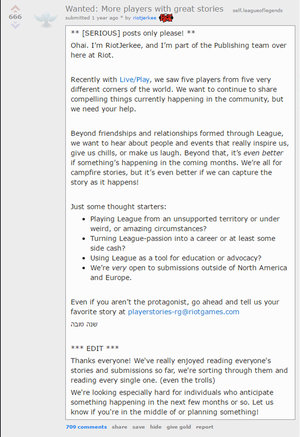 Wanted: More players with great stories
self.leagueoflegends
666
submitted 1 year ago * by riotjerkee
** [SERIOUS] posts only please! **
Ohai. I'm RiotJerkee, and I'm part of the Publishing team over
here at Riot.
Recently with Live/Play, we saw five players from five very
different corners of the world. We want to continue to share
compelling things currently happening in the community, but
we need your help.
Beyond friendships and relationships formed through League,
we want to hear about people and events that really inspire us,
give us chills, or make us laugh. Beyond that, it's even better
if something's happening in the coming months. We're all for
campfire stories, but it's even better if we can capture the
story as it happens!
Just some thought starters:
• Playing League from an unsupported territory or under
weird, or amazing circumstances?
• Turning League-passion into a career or at least some
side cash?
• Using League as a tool for education or advocacy?
• We're very open to submissions outside of North America
and Europe.
Even if you aren't the protagonist, go ahead and tell us your
favorite story at playerstories-rg@riotgames.com
שנה טובה
*** EDIT ***
Thanks everyone! We've really enjoyed reading everyone's
stories and submissions so far, we're sorting through them and
reading every single one. (even the trolls)
We're looking especially hard for individuals who anticipate
something happening in the next few months or so. Let us
know if you're in the middle of or planning something!
709 comments share save hide give gold report